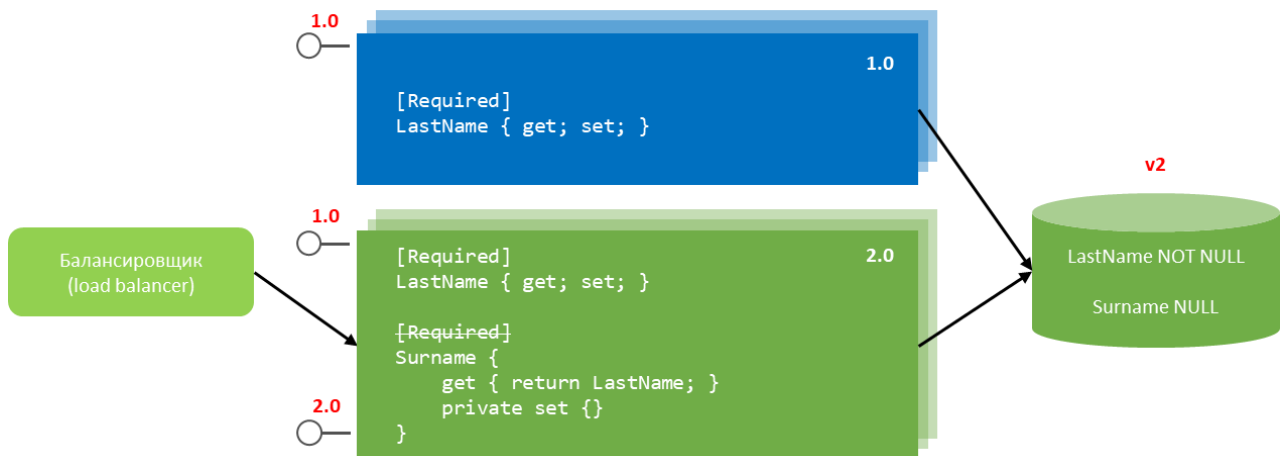 1.0
1.0
[Required]
LastName { get; set; }
1.0
2.0
[Required]
LastName { get; set; }
[Required]
Surname {
get { return LastName; }
private set {}
}
2.0
Балансировщик
(load balancer)
v2
LastName NOT NULL
Surname NULL